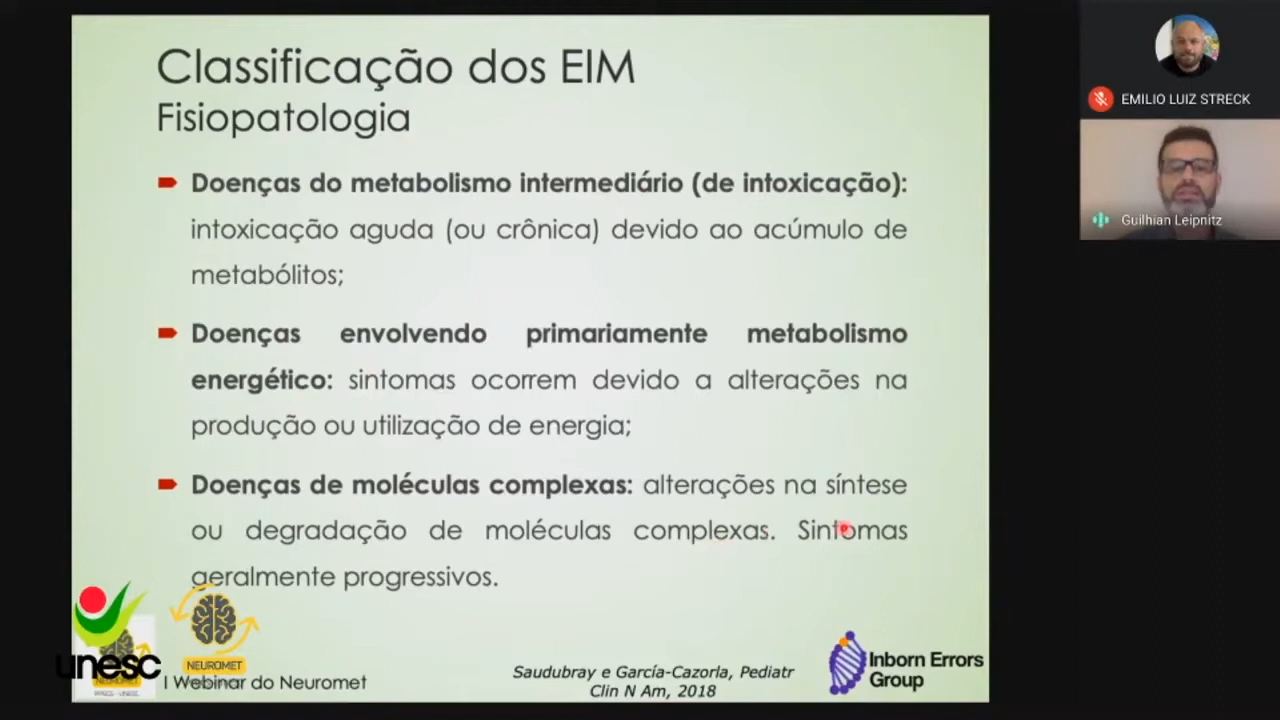 Classificação dos EIM
Fisiopatologia
Doenças do metabolismo intermediário (de intoxicação):
intoxicação aguda (ou crônica) devido ao acúmulo de
metabólitos;
Doenças envolvendo primariamente metabolismo
energético: sintomas ocorrem devido a alterações na
produção ou utilização de energia;
Doenças de moléculas complexas: alterações na síntese
ou degradação de moléculas complexas. Sintomas
geralmente progressivos.
unesc
NEUROMET
NEUROMET
I Webinar do Neuromet
Saudubray e García-Cazorla, Pediatr
Clin N Am, 2018
Inborn Errors
Group
EMILIO LUIZ STRECK
Guilhian Leipnitz